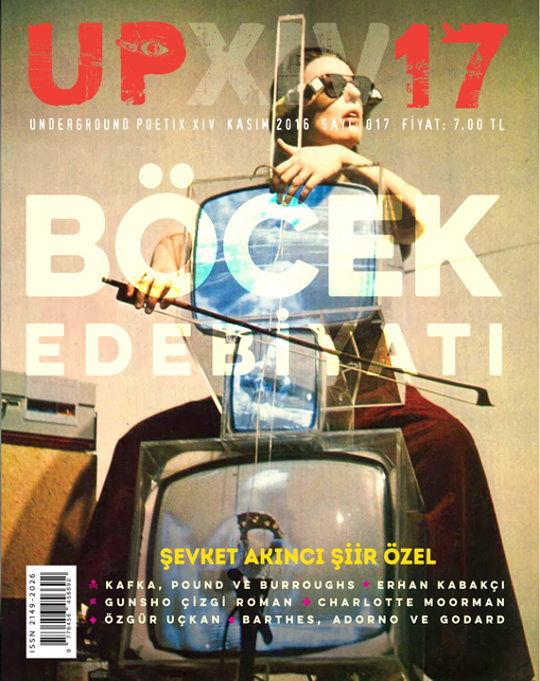 UPXIV17
UNDERGROUND POETIX XIV KASIM 2016 SAYI: 017 FİYAT: 7.00 TL
BÖCEK
EDEBİYATI
ŞEVKET AKINCI ŞİİR ÖZEL
KAFKA, POUND VE BURROUGHS ★ ERHAN KABAKÇI
GUNSHO ÇİZGİ ROMAN ✦ CHARLOTTE MOORMAN
◆ ÖZGÜR UÇKAN ◆ BARTHES, ADORNO VE GODARD
ISSN 2149-2026